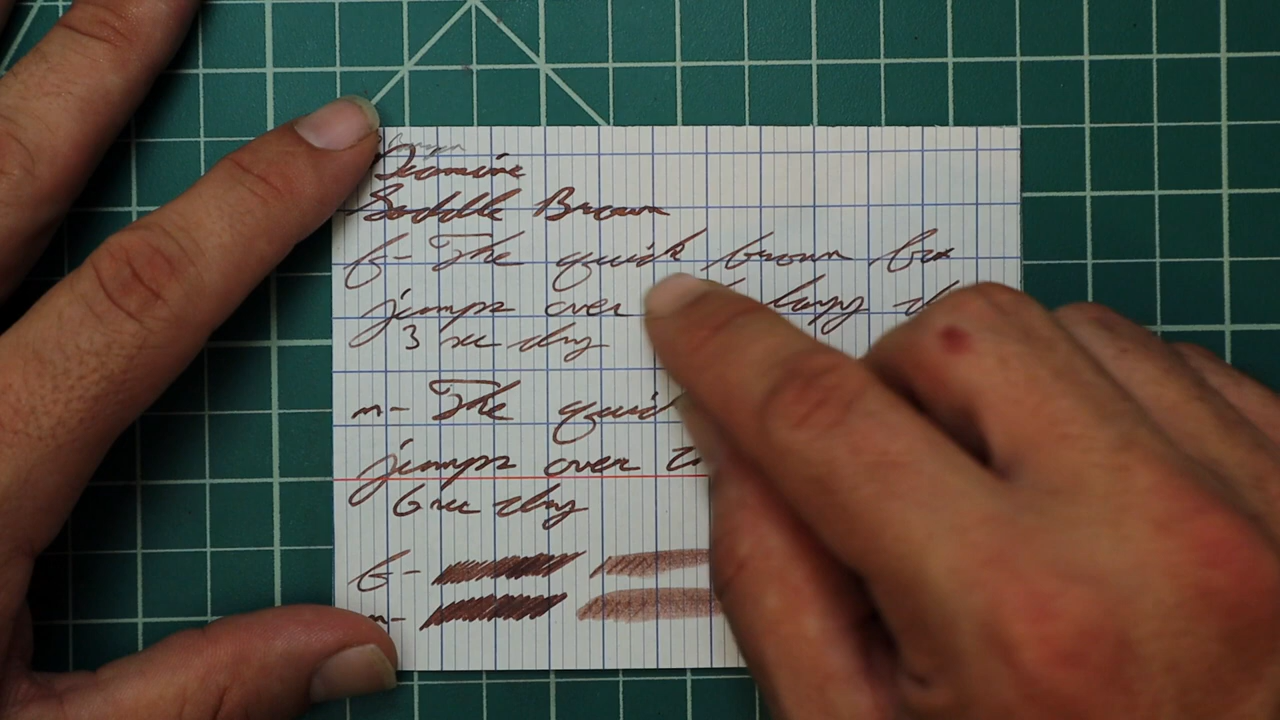 Diamine
Saddle Brown
f- The quick brown fox
jumps over lazy
3 sec dry
m- The quick
jumps over
6 sec dry
f-
m-